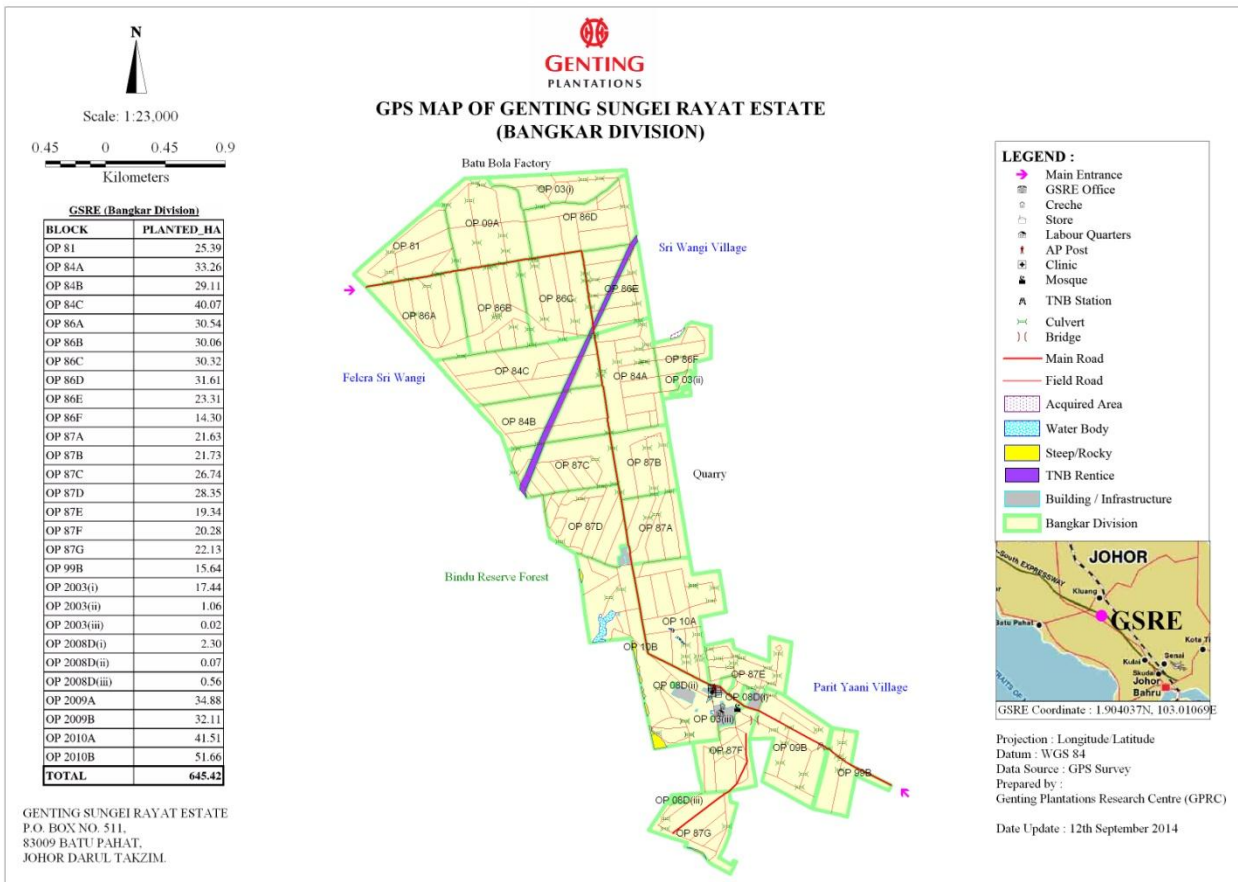 N
Scale: 1:23,000
0.45 0 0.45 0.9
Kilometers
GENTING
PLANTATIONS
GPS MAP OF GENTING SUNGEI RAYAT ESTATE
(BANGKAR DIVISION)
GSRE (Bangkar Division)
BLOCK PLANTED_HA
OP 81 25.39
OP 84A 33.26
OP 84B 29.11
OP 84C 40.07
OP 86A 30.54
OP 86B 30.06
OP 86C 30.32
OP 86D 31.61
OP 86E 23.31
OP 86F 14.30
OP 87A 21.63
OP 87B 21.73
OP 87C 26.74
OP 87D 28.35
OP 87E 19.34
OP 87F 20.28
OP 87G 22.13
OP 99B 15.64
OP 2003(i) 17.44
OP 2003(ii) 1.06
OP 2003(iii) 0.02
OP 2008D(i) 2.30
OP 2008D(ii) 0.07
OP 2008D(iii) 0.56
OP 2009A 34.88
OP 2009B 32.11
OP 2010A 41.51
OP 2010B 51.66
TOTAL 645.42
GENTING SUNGEI RAYAT ESTATE
P.O. BOX NO. 511,
83009 BATU PAHAT,
JOHOR DARUL TAKZIM.
Batu Bola Factory
OP 03(i)
OP 09A
OP 86D
OP 81
Sri Wangi Village
OP 86E
OP 86C
OP 86B
OP 86A
OP 86F
OP 84C
OP 84A
OP 03(ii)
Felcra Sri Wangi
OP 84B
OP 87C
OP 87B
Quarry
OP 87D
OP 87A
Bindu Reserve Forest
OP 10A
OP 10B
OP 87E
OP 08D(ii)
OP 08D(i)
Parit Yaani Village
OP 03(iii)
OP 87F
OP 09B
OP 99B
OP 08D(iii)
OP 87G
LEGEND :
Main Entrance
GSRE Office
Creche
Store
Labour Quarters
AP Post
Clinic
Mosque
TNB Station
Culvert
Bridge
Main Road
Field Road
Acquired Area
Water Body
Steep/Rocky
TNB Rentice
Building / Infrastructure
Bangkar Division
JOHOR
-South EXPRESSWAY
Kluang
GSRE
Batu Pahat
Kota Ti
Senai
Kulai
Skudai
Johor
Bahru
GSRE Coordinate : 1.904037N, 103.01069E
Projection : Longitude/Latitude
Datum : WGS 84
Data Source : GPS Survey
Prepared by :
Genting Plantations Research Centre (GPRC)
Date Update : 12th September 2014